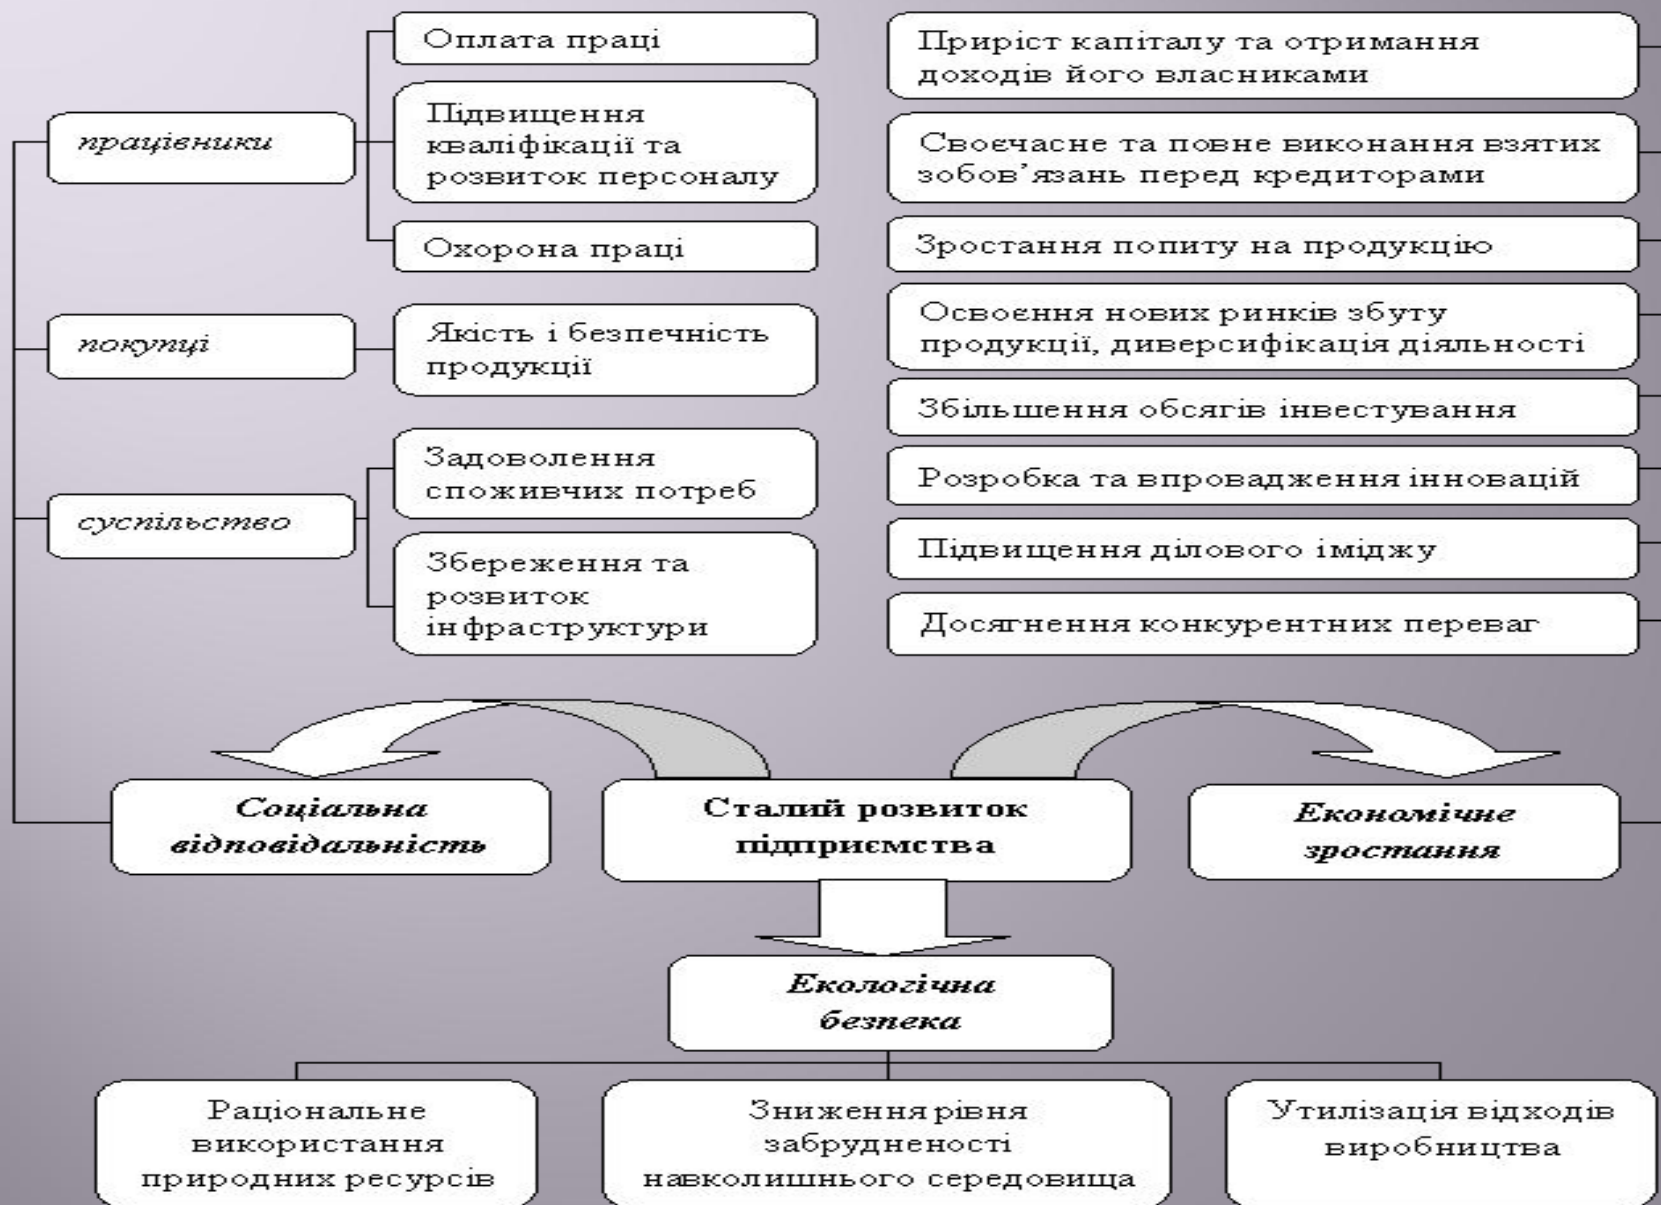 Оплата праці
працівники
Підвищення
кваліфікації та
розвиток персоналу
Охорона праці
покупці
Якість і безпечність
продукції
суспільство
Задоволення
споживчих потреб
Збереження та
розвиток
інфраструктури
Приріст капіталу та отримання
доходів його власниками
Своєчасне та повне виконання взятих
зобов’язань перед кредиторами
Зростання попиту на продукцію
Освоєння нових ринків збуту
продукції, диверсифікація діяльності
Збільшення обсягів інвестування
Розробка та впровадження інновацій
Підвищення ділового іміджу
Досягнення конкурентних переваг
Соціальна
відповідальність
Сталий розвиток
підприємства
Економічне
зростання
Екологічна
безпека
Раціональне
використання
природних ресурсів
Зниження рівня
забрудненості
навколишнього середовища
Утилізація відходів
виробництва